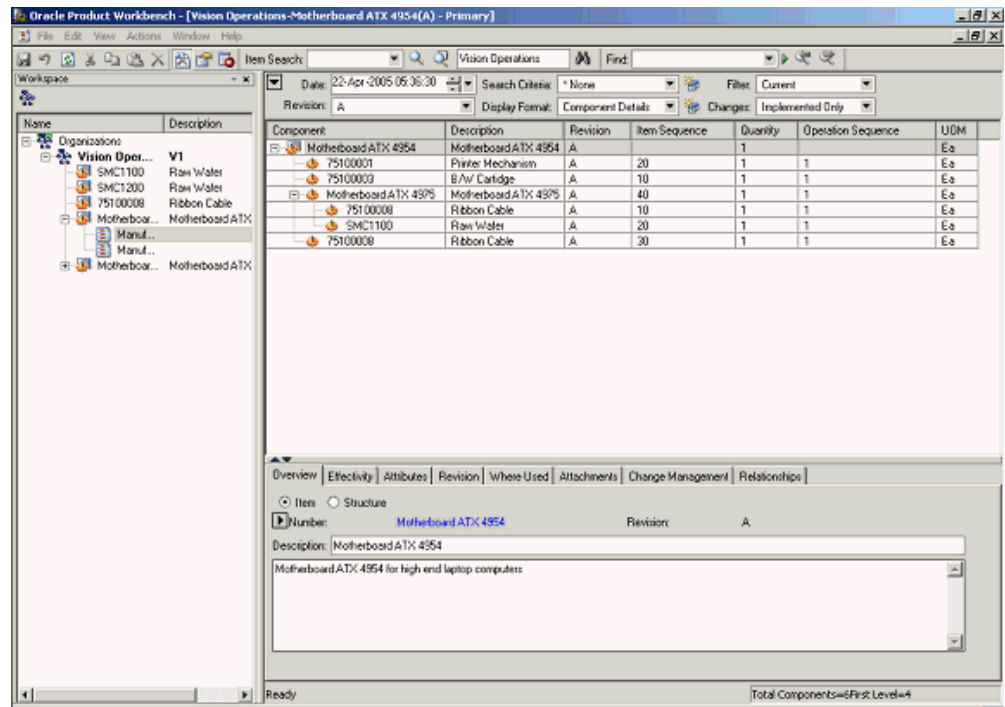 Oracle Product Workbench - [Vision Operations-Motherboard ATX 4954(A) - Primary]
File Edit View Actions Window Help
Item Search: Vision Operations Find:
Workspace
Date: 22-Apr-2005 05:36:30 Search Criteria: * None Filter: Current
Revision: A Display Format: Component Details Changes: Implemented Only
Name Description
Organizations
Vision Oper... V1
SMC1100 Raw Wafer
SMC1200 Raw Wafer
75100008 Ribbon Cable
Motherboar... Motherboard ATX
Manuf...
Manuf...
Motherboar... Motherboard ATX
Component Description Revision Item Sequence Quantity Operation Sequence UOM
Motherboard ATX 4954 Motherboard ATX 4954 A 1 Ea
75100001 Printer Mechanism A 20 1 1 Ea
75100003 B/W Cartidge A 10 1 1 Ea
Motherboard ATX 4975 Motherboard ATX 4975 A 40 1 1 Ea
75100008 Ribbon Cable A 10 1 1 Ea
SMC1100 Raw Wafer A 20 1 1 Ea
75100008 Ribbon Cable A 30 1 1 Ea
Overview Effectivity Attributes Revision Where Used Attachments Change Management Relationships
Item Structure
Number: Motherboard ATX 4954 Revision: A
Description: Motherboard ATX 4954
Motherboard ATX 4954 for high end laptop computers
Ready Total Components=6First Level=4